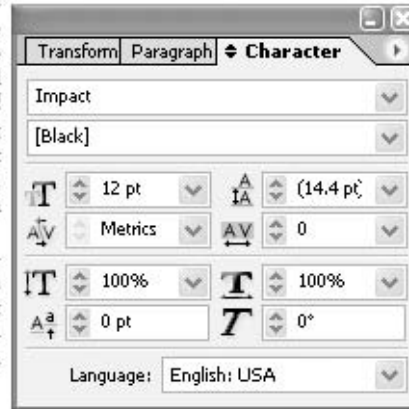 Transform Paragraph Character
Impact
[Black]
12 pt (14.4 pt)
Metrics 0
100% 100%
0 pt 0°
Language: English: USA